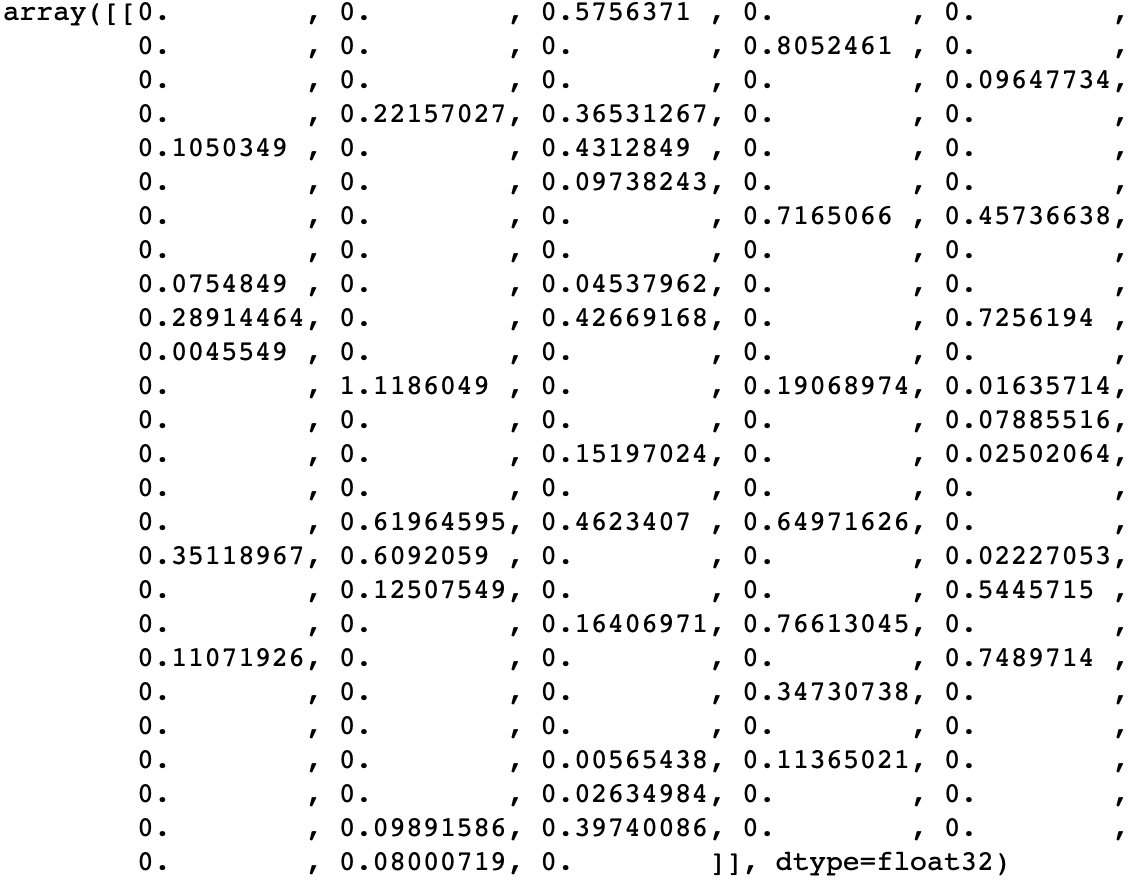 array([[0.        , 0.        , 0.5756371 , 0.        , 0.        ,
        0.        , 0.        , 0.        , 0.8052461 , 0.        ,
        0.        , 0.        , 0.        , 0.        , 0.09647734,
        0.        , 0.22157027, 0.36531267, 0.        , 0.        ,
        0.1050349 , 0.        , 0.4312849 , 0.        , 0.        ,
        0.        , 0.        , 0.09738243, 0.        , 0.        ,
        0.        , 0.        , 0.        , 0.7165066 , 0.45736638,
        0.        , 0.        , 0.        , 0.        , 0.        ,
        0.0754849 , 0.        , 0.04537962, 0.        , 0.        ,
        0.28914464, 0.        , 0.42669168, 0.        , 0.7256194 ,
        0.0045549 , 0.        , 0.        , 0.        , 0.        ,
        0.        , 1.1186049 , 0.        , 0.19068974, 0.01635714,
        0.        , 0.        , 0.        , 0.        , 0.07885516,
        0.        , 0.        , 0.15197024, 0.        , 0.02502064,
        0.        , 0.        , 0.        , 0.        , 0.        ,
        0.        , 0.61964595, 0.4623407 , 0.64971626, 0.        ,
        0.35118967, 0.6092059 , 0.        , 0.        , 0.02227053,
        0.        , 0.12507549, 0.        , 0.        , 0.5445715 ,
        0.        , 0.        , 0.16406971, 0.76613045, 0.        ,
        0.11071926, 0.        , 0.        , 0.        , 0.7489714 ,
        0.        , 0.        , 0.        , 0.34730738, 0.        ,
        0.        , 0.        , 0.        , 0.        , 0.        ,
        0.        , 0.        , 0.00565438, 0.11365021, 0.        ,
        0.        , 0.        , 0.02634984, 0.        , 0.        ,
        0.        , 0.09891586, 0.39740086, 0.        , 0.        ,
        0.        , 0.08000719, 0.        ]], dtype=float32)